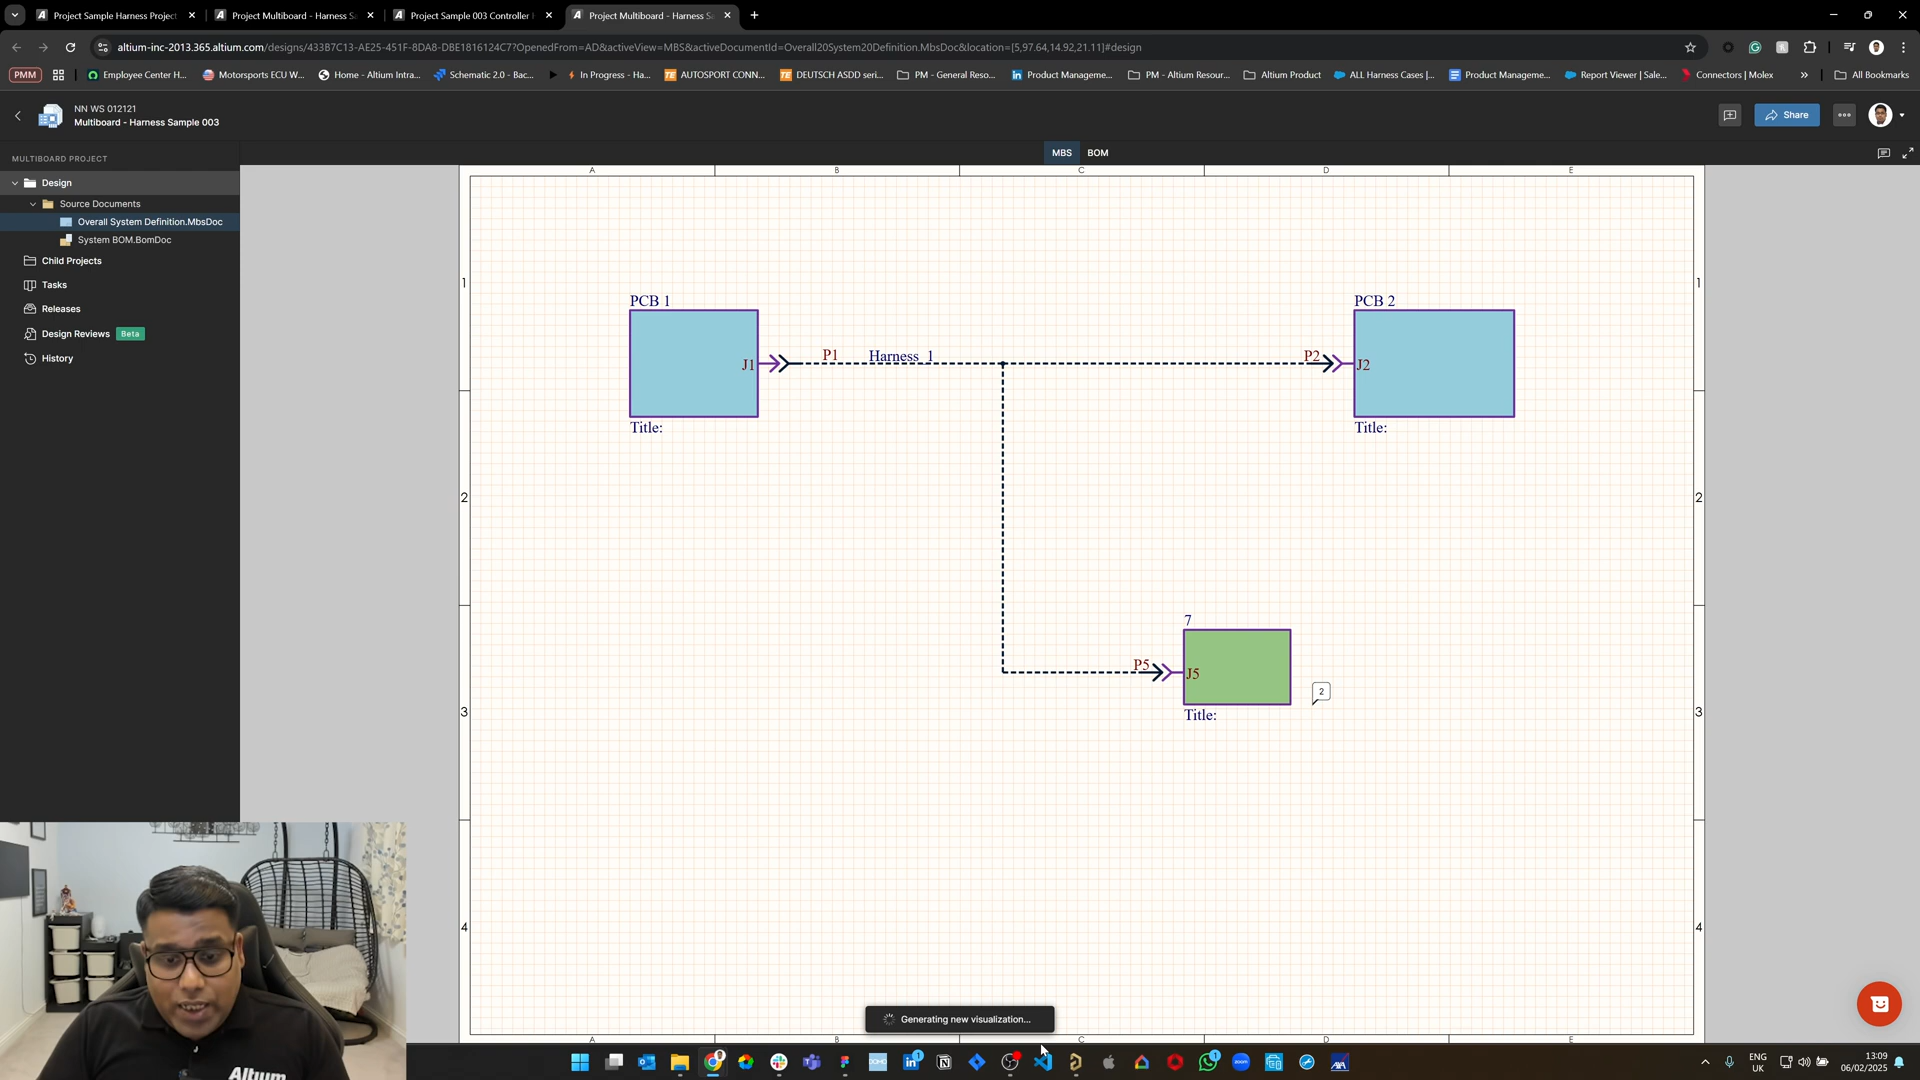 Project Sample Harness Project
Project Multiboard - Harness Sa
Project Sample 003 Controller H
Project Multiboard - Harness Sa
altium-inc-2013.365.altium.com/designs/433B7C13-AE25-451F-8DA8-DBE1816124C7?OpenedFrom=AD&activeView=MBS&activeDocumentId=Overall20System20Definition.MbsDoc&location=[5,97.64,14.92,21.11]#design
PMM
Employee Center H...
Motorsports ECU W...
Home - Altium Intra...
Schematic 2.0 - Bac...
In Progress - Ha...
AUTOSPORT CONN...
DEUTSCH ASDD seri...
PM - General Reso...
Product Manageme...
PM - Altium Resour...
Altium Product
ALL Harness Cases |...
Product Manageme...
Report Viewer | Sale...
Connectors | Molex
All Bookmarks
NN WS 012121
Multiboard - Harness Sample 003
Share
MULTIBOARD PROJECT
MBS
BOM
Design
Source Documents
Overall System Definition.MbsDoc
System BOM.BomDoc
Child Projects
Tasks
Releases
Design Reviews
Beta
History
A B C D E
1 1
2 2
3 3
4 4
PCB 1
J1
Title:
P1
Harness_1
PCB 2
P2
J2
Title:
7
P5
J5
2
Title:
Generating new visualization...
A B C D E
Altium
ENG
UK
13:09
06/02/2025